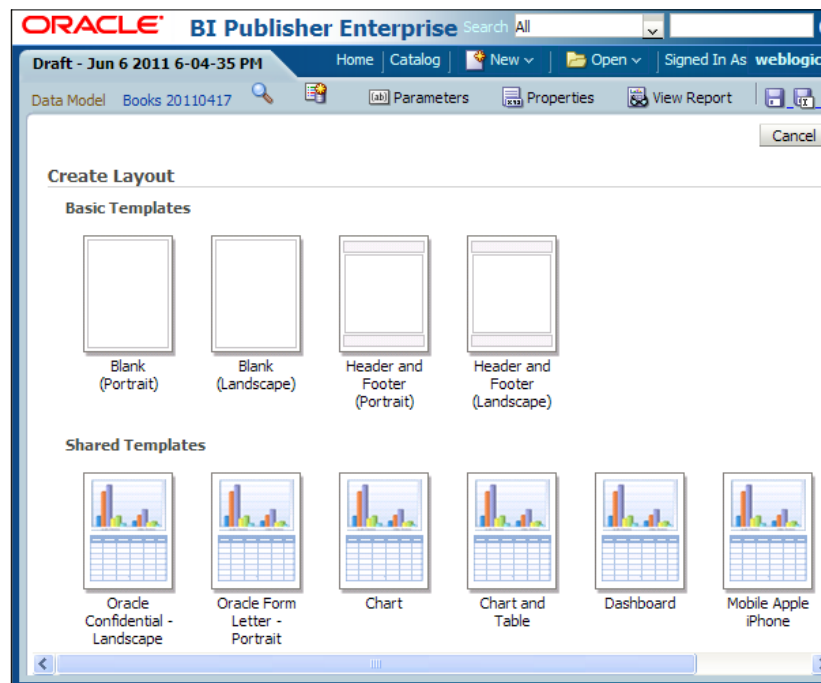 ORACLE BI Publisher Enterprise Search All
Draft - Jun 6 2011 6-04-35 PM Home Catalog New Open Signed In As weblogic
Data Model Books 20110417 Parameters Properties View Report
Cancel
Create Layout
Basic Templates
Blank
(Portrait)
Blank
(Landscape)
Header and
Footer
(Portrait)
Header and
Footer
(Landscape)
Shared Templates
Oracle
Confidential -
Landscape
Oracle Form
Letter -
Portrait
Chart
Chart and
Table
Dashboard
Mobile Apple
iPhone